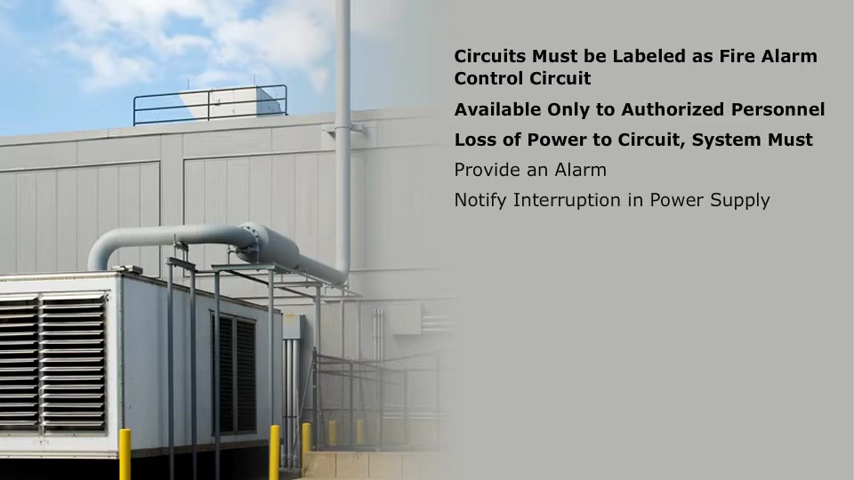 Circuits Must be Labeled as Fire Alarm
Control Circuit
Available Only to Authorized Personnel
Loss of Power to Circuit, System Must
Provide an Alarm
Notify Interruption in Power Supply